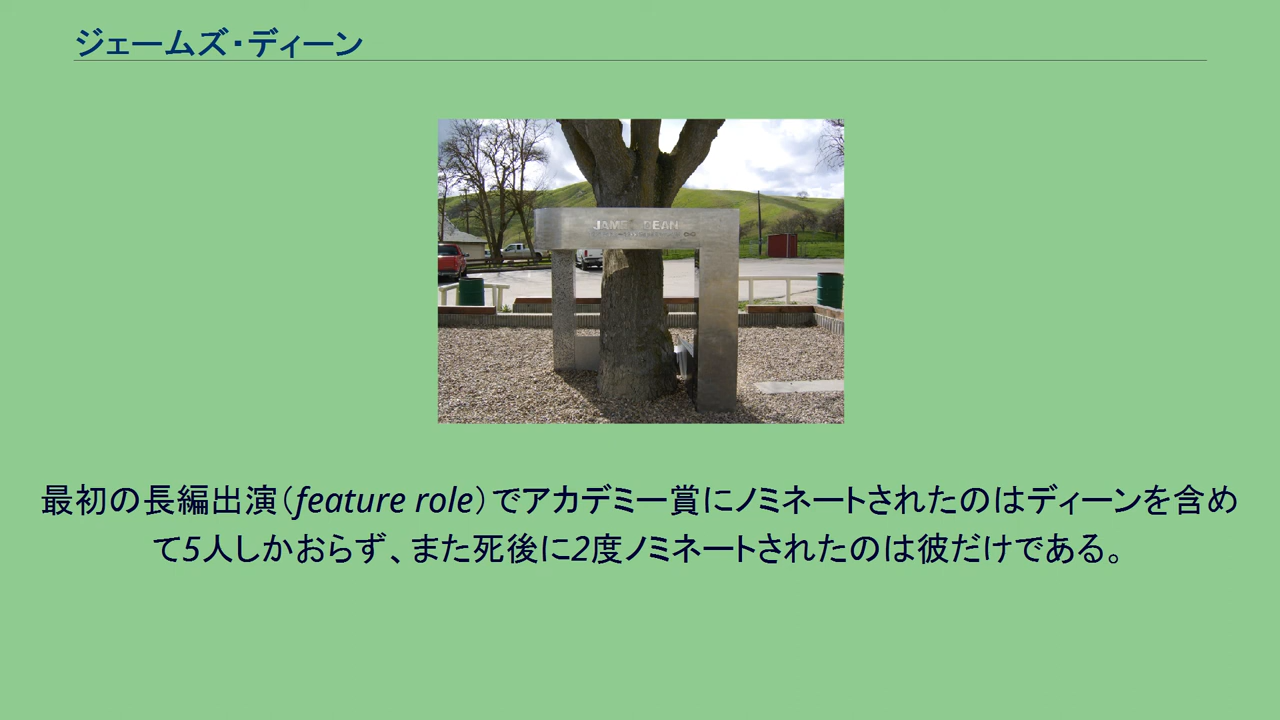 ジェームズ・ディーン
JAMES DEAN
最初の長編出演（feature role）でアカデミー賞にノミネートされたのはディーンを含め
て5人しかおらず、また死後に2度ノミネートされたのは彼だけである。